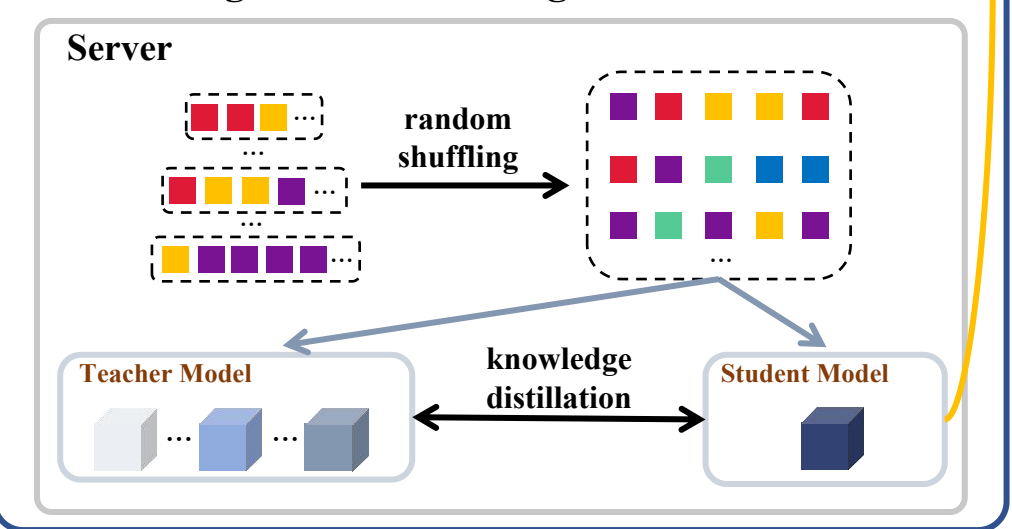 Server
random
shuffling
...
...
...
...
...
...
knowledge
distillation
Teacher Model
Student Model
... ...